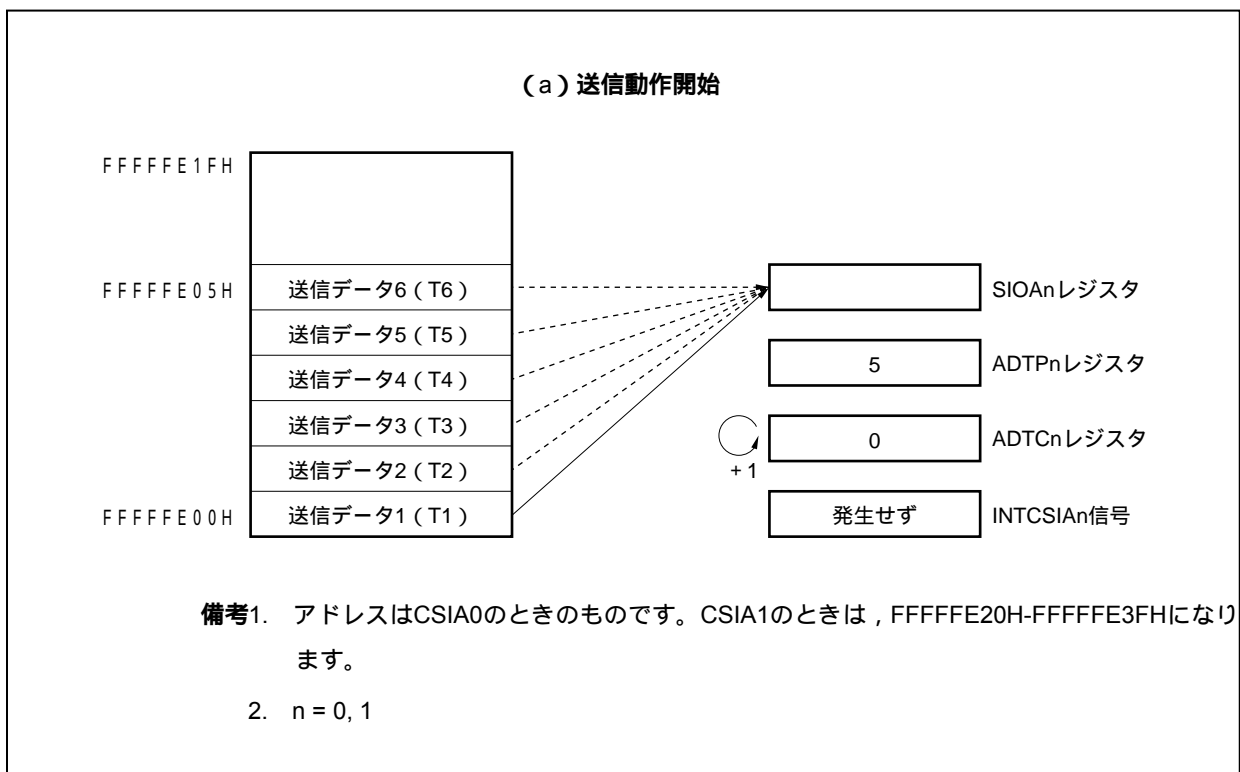 （a）送信動作開始
FFFFFE1FH
FFFFFE05H 送信データ6（T6） SIOAnレジスタ
送信データ5（T5）
送信データ4（T4） 5 ADTPnレジスタ
送信データ3（T3） 0 ADTCnレジスタ
送信データ2（T2） +1
FFFFFE00H 送信データ1（T1） 発生せず INTCSIAn信号
備考1. アドレスはCSIA0のときのものです。CSIA1のときは，FFFFFE20H-FFFFFE3FHになり
ます。
2. n = 0, 1